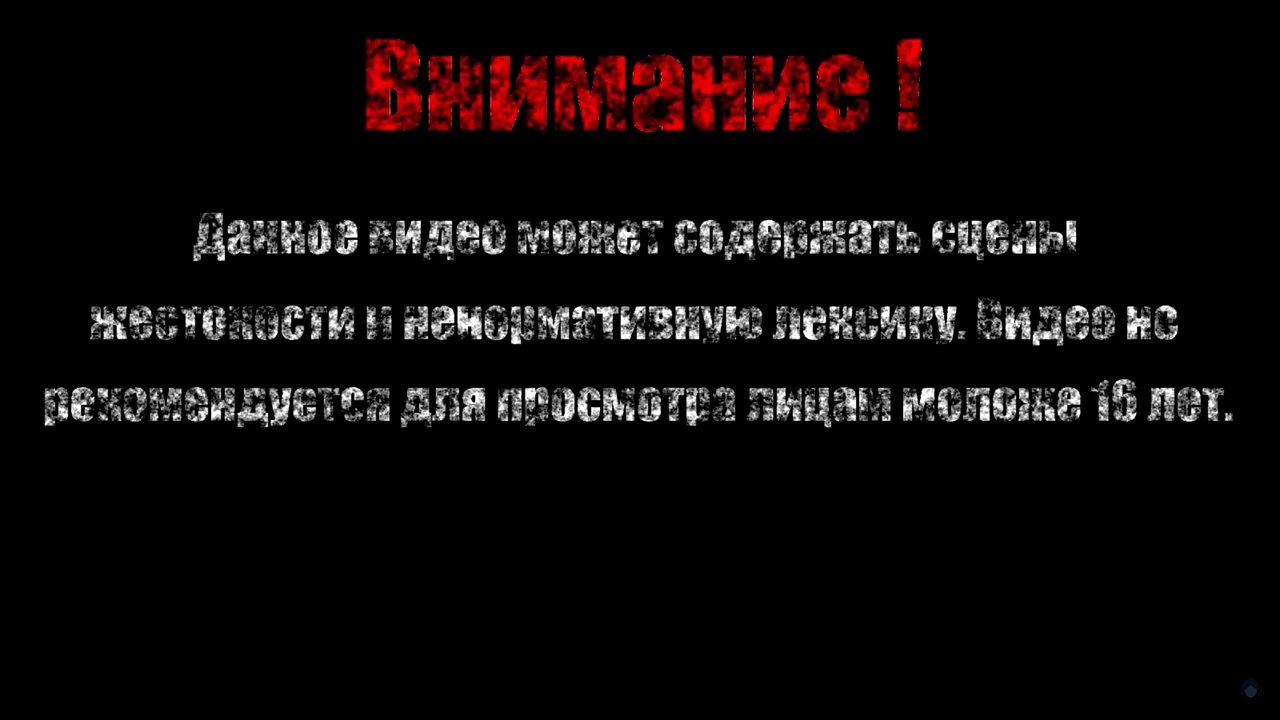 Внимание !
Данное видео может содержать сцены
жестокости и ненормативную лексику. Видео не
рекомендуется для просмотра лицам моложе 16 лет.